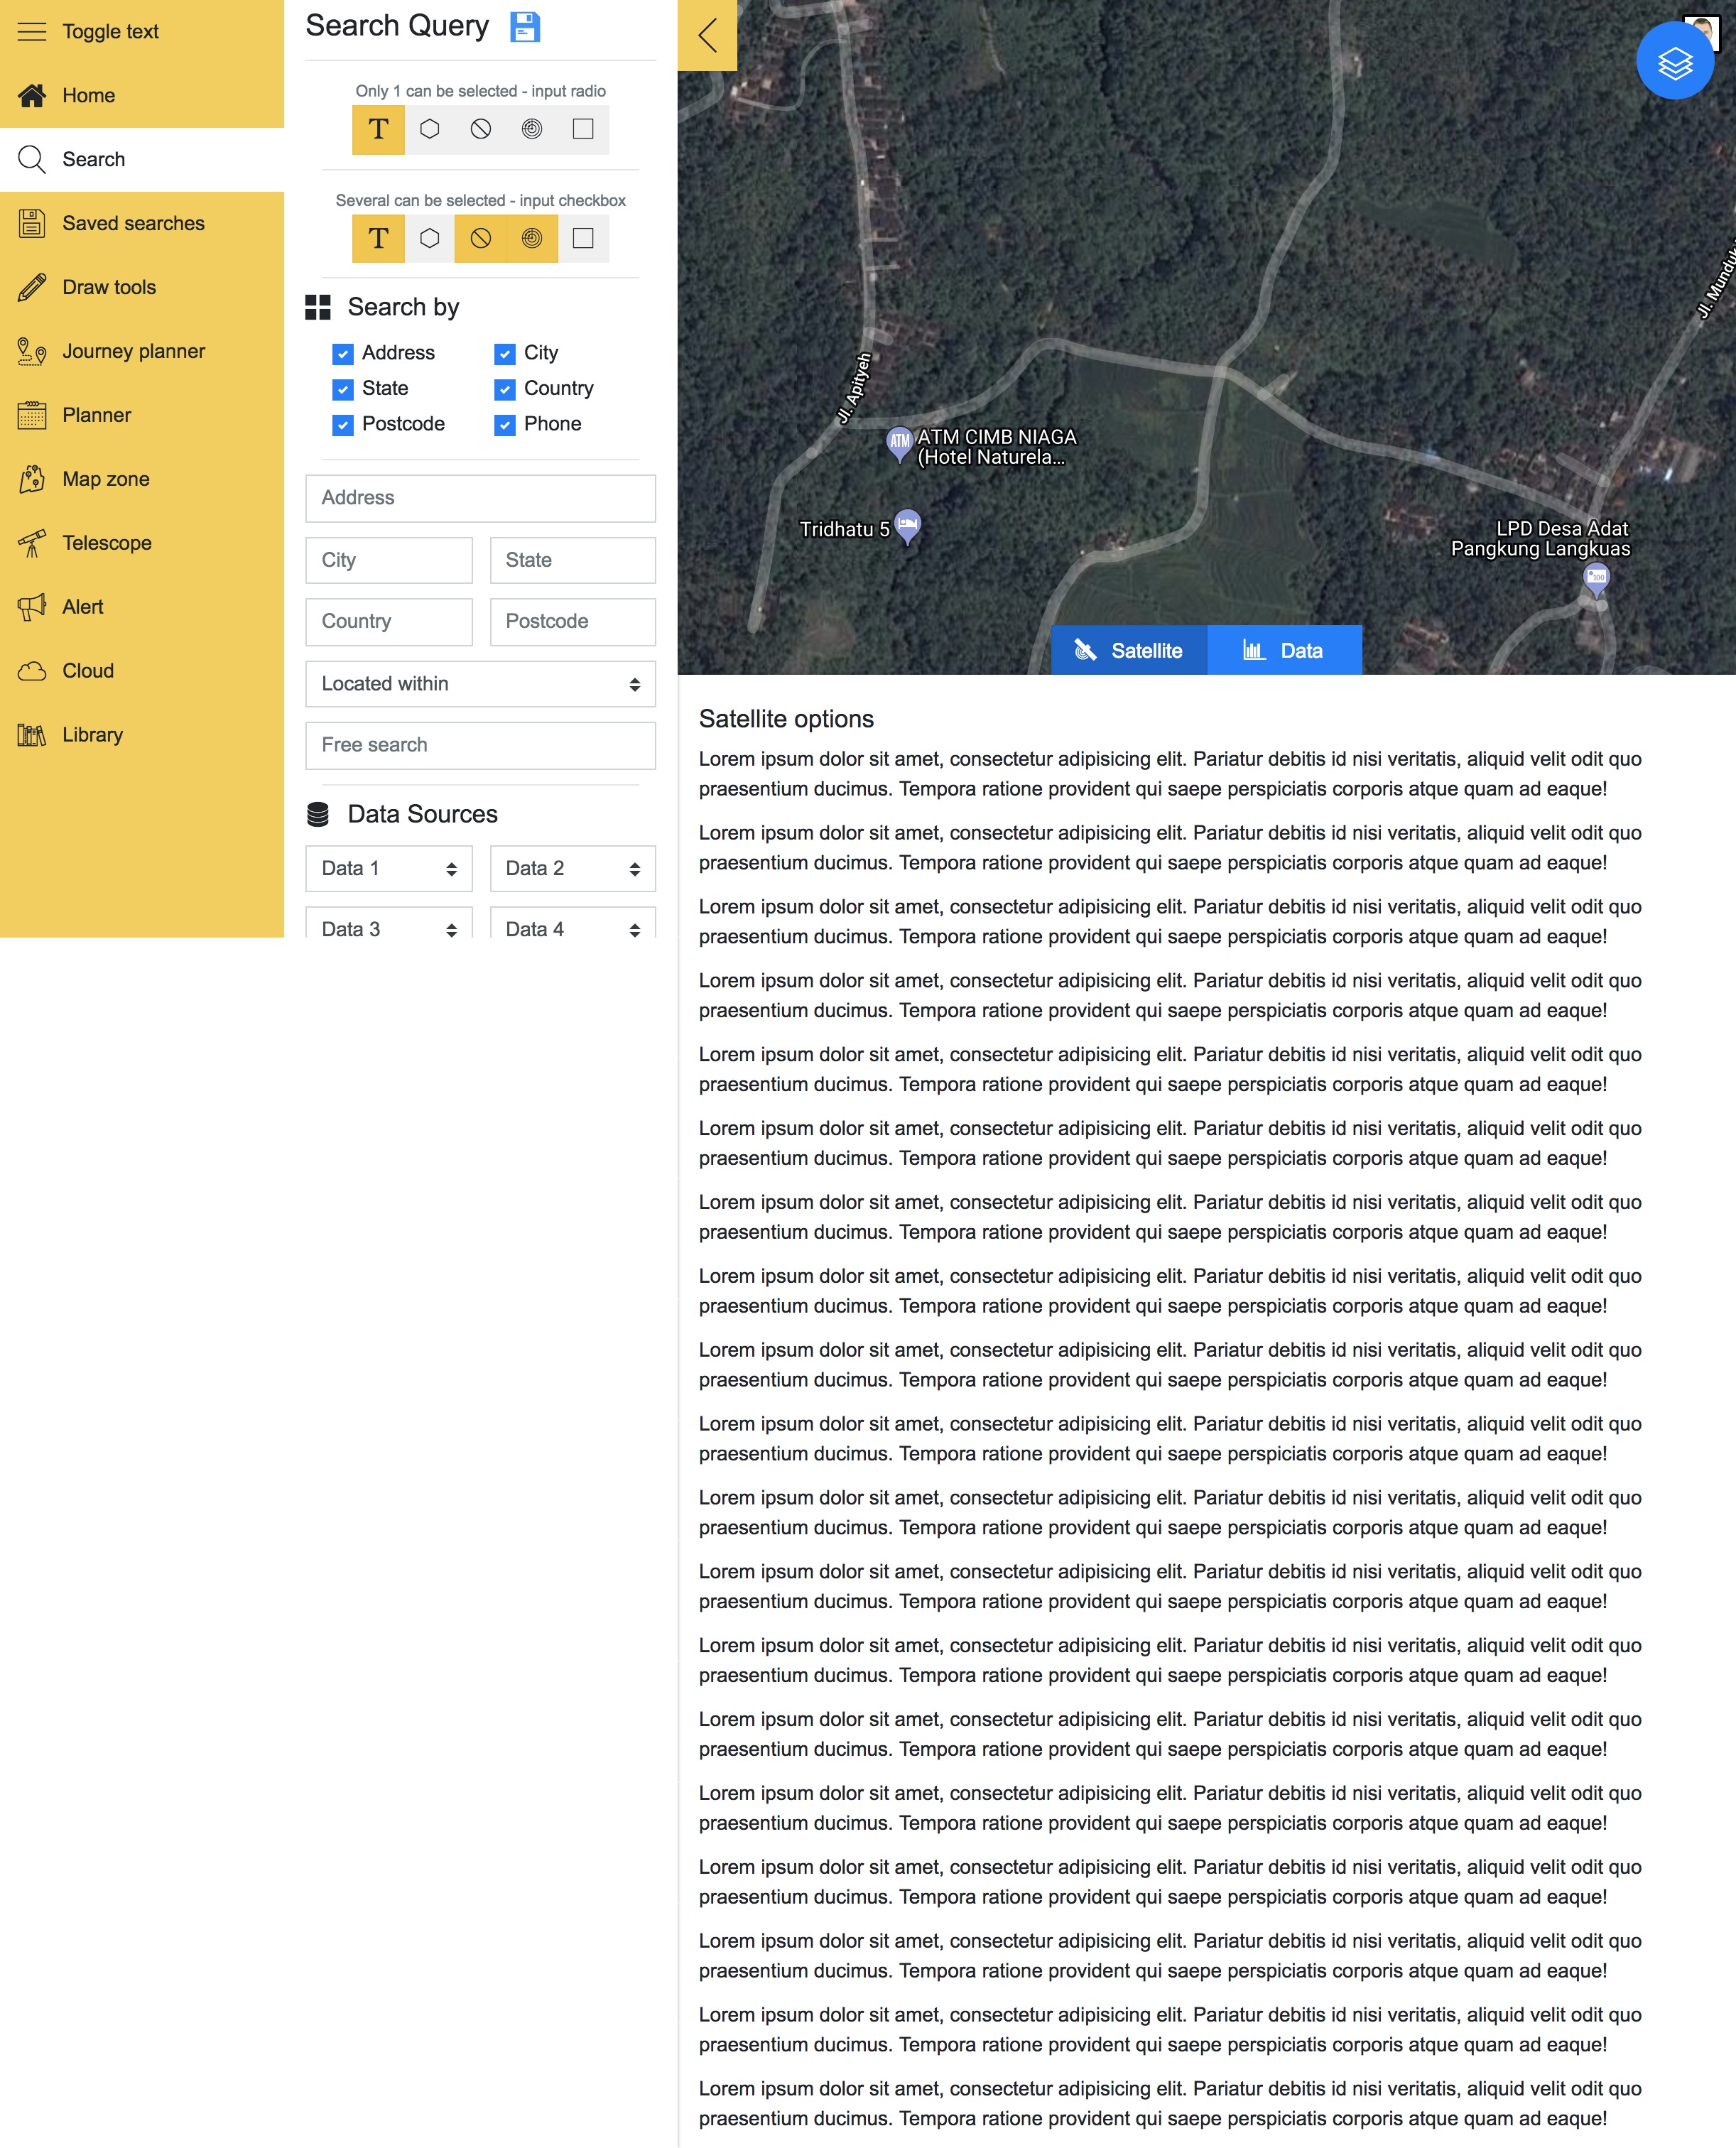 Toggle text
Home
Search
Saved searches
Draw tools
Journey planner
Planner
Map zone
Telescope
Alert
Cloud
Library
Search Query
Only 1 can be selected - input radio
T
Several can be selected - input checkbox
T
Search by
Address
City
State
Country
Postcode
Phone
Address
City
State
Country
Postcode
Located within
Free search
Data Sources
Data 1
Data 2
Data 3
Data 4
Jl. Apityeh
ATM
ATM CIMB NIAGA
(Hotel Naturela...
Tridhatu 5
LPD Desa Adat
Pangkung Langkuas
100
Satellite
Data
Satellite options
Lorem ipsum dolor sit amet, consectetur adipisicing elit. Pariatur debitis id nisi veritatis, aliquid velit odit quo
praesentium ducimus. Tempora ratione provident qui saepe perspiciatis corporis atque quam ad eaque!
Lorem ipsum dolor sit amet, consectetur adipisicing elit. Pariatur debitis id nisi veritatis, aliquid velit odit quo
praesentium ducimus. Tempora ratione provident qui saepe perspiciatis corporis atque quam ad eaque!
Lorem ipsum dolor sit amet, consectetur adipisicing elit. Pariatur debitis id nisi veritatis, aliquid velit odit quo
praesentium ducimus. Tempora ratione provident qui saepe perspiciatis corporis atque quam ad eaque!
Lorem ipsum dolor sit amet, consectetur adipisicing elit. Pariatur debitis id nisi veritatis, aliquid velit odit quo
praesentium ducimus. Tempora ratione provident qui saepe perspiciatis corporis atque quam ad eaque!
Lorem ipsum dolor sit amet, consectetur adipisicing elit. Pariatur debitis id nisi veritatis, aliquid velit odit quo
praesentium ducimus. Tempora ratione provident qui saepe perspiciatis corporis atque quam ad eaque!
Lorem ipsum dolor sit amet, consectetur adipisicing elit. Pariatur debitis id nisi veritatis, aliquid velit odit quo
praesentium ducimus. Tempora ratione provident qui saepe perspiciatis corporis atque quam ad eaque!
Lorem ipsum dolor sit amet, consectetur adipisicing elit. Pariatur debitis id nisi veritatis, aliquid velit odit quo
praesentium ducimus. Tempora ratione provident qui saepe perspiciatis corporis atque quam ad eaque!
Lorem ipsum dolor sit amet, consectetur adipisicing elit. Pariatur debitis id nisi veritatis, aliquid velit odit quo
praesentium ducimus. Tempora ratione provident qui saepe perspiciatis corporis atque quam ad eaque!
Lorem ipsum dolor sit amet, consectetur adipisicing elit. Pariatur debitis id nisi veritatis, aliquid velit odit quo
praesentium ducimus. Tempora ratione provident qui saepe perspiciatis corporis atque quam ad eaque!
Lorem ipsum dolor sit amet, consectetur adipisicing elit. Pariatur debitis id nisi veritatis, aliquid velit odit quo
praesentium ducimus. Tempora ratione provident qui saepe perspiciatis corporis atque quam ad eaque!
Lorem ipsum dolor sit amet, consectetur adipisicing elit. Pariatur debitis id nisi veritatis, aliquid velit odit quo
praesentium ducimus. Tempora ratione provident qui saepe perspiciatis corporis atque quam ad eaque!
Lorem ipsum dolor sit amet, consectetur adipisicing elit. Pariatur debitis id nisi veritatis, aliquid velit odit quo
praesentium ducimus. Tempora ratione provident qui saepe perspiciatis corporis atque quam ad eaque!
Lorem ipsum dolor sit amet, consectetur adipisicing elit. Pariatur debitis id nisi veritatis, aliquid velit odit quo
praesentium ducimus. Tempora ratione provident qui saepe perspiciatis corporis atque quam ad eaque!
Lorem ipsum dolor sit amet, consectetur adipisicing elit. Pariatur debitis id nisi veritatis, aliquid velit odit quo
praesentium ducimus. Tempora ratione provident qui saepe perspiciatis corporis atque quam ad eaque!
Lorem ipsum dolor sit amet, consectetur adipisicing elit. Pariatur debitis id nisi veritatis, aliquid velit odit quo
praesentium ducimus. Tempora ratione provident qui saepe perspiciatis corporis atque quam ad eaque!
Lorem ipsum dolor sit amet, consectetur adipisicing elit. Pariatur debitis id nisi veritatis, aliquid velit odit quo
praesentium ducimus. Tempora ratione provident qui saepe perspiciatis corporis atque quam ad eaque!
Lorem ipsum dolor sit amet, consectetur adipisicing elit. Pariatur debitis id nisi veritatis, aliquid velit odit quo
praesentium ducimus. Tempora ratione provident qui saepe perspiciatis corporis atque quam ad eaque!
Lorem ipsum dolor sit amet, consectetur adipisicing elit. Pariatur debitis id nisi veritatis, aliquid velit odit quo
praesentium ducimus. Tempora ratione provident qui saepe perspiciatis corporis atque quam ad eaque!
Lorem ipsum dolor sit amet, consectetur adipisicing elit. Pariatur debitis id nisi veritatis, aliquid velit odit quo
praesentium ducimus. Tempora ratione provident qui saepe perspiciatis corporis atque quam ad eaque!